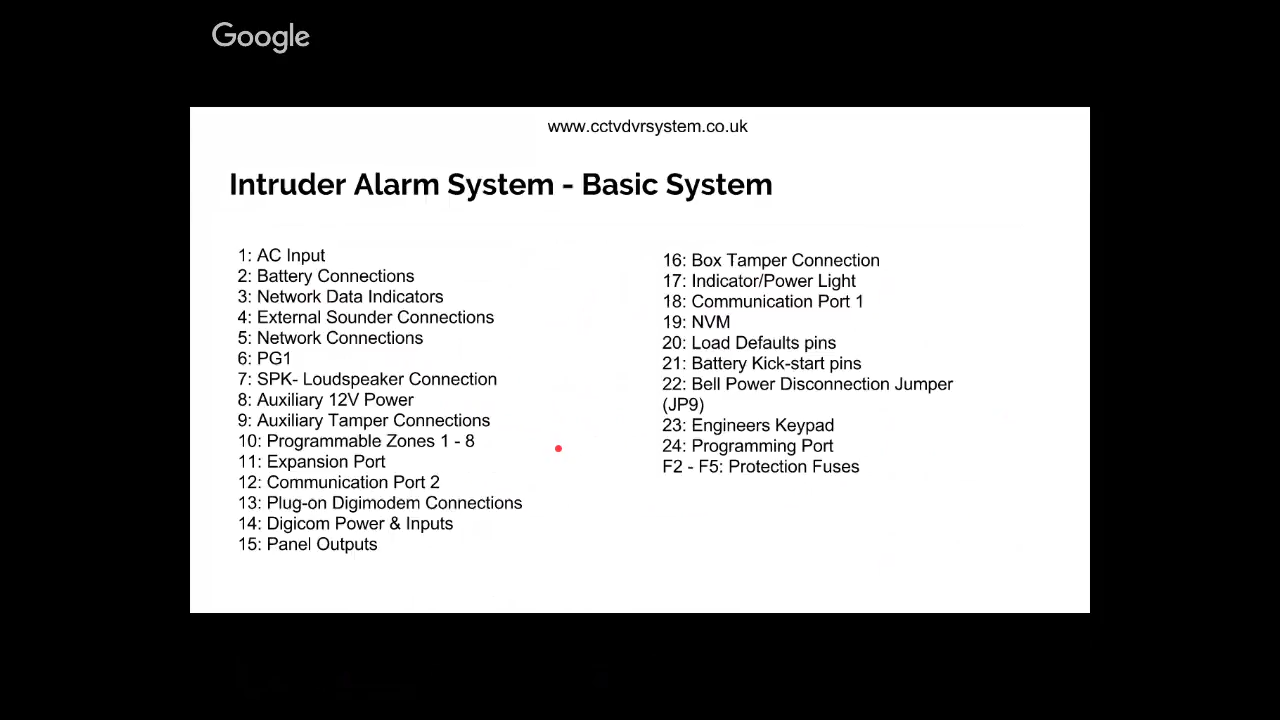 Google
www.cctvdvrsystem.co.uk
Intruder Alarm System - Basic System
1: AC Input
2: Battery Connections
3: Network Data Indicators
4: External Sounder Connections
5: Network Connections
6: PG1
7: SPK- Loudspeaker Connection
8: Auxiliary 12V Power
9: Auxiliary Tamper Connections
10: Programmable Zones 1 - 8
11: Expansion Port
12: Communication Port 2
13: Plug-on Digimodem Connections
14: Digicom Power & Inputs
15: Panel Outputs
16: Box Tamper Connection
17: Indicator/Power Light
18: Communication Port 1
19: NVM
20: Load Defaults pins
21: Battery Kick-start pins
22: Bell Power Disconnection Jumper
(JP9)
23: Engineers Keypad
24: Programming Port
F2 - F5: Protection Fuses